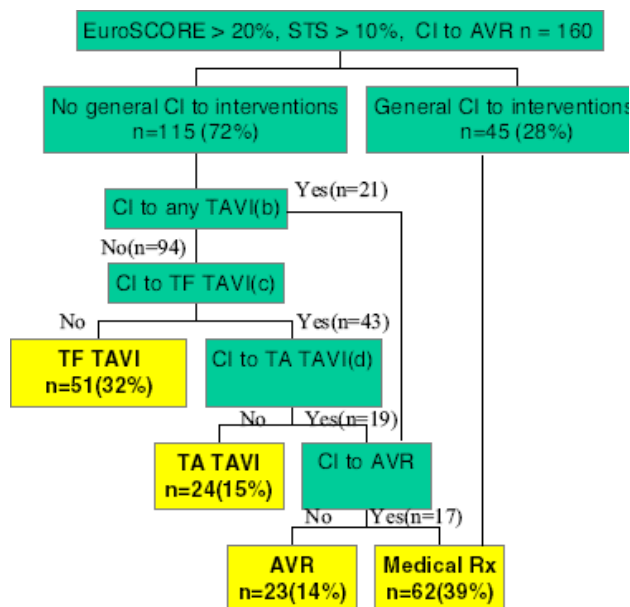 EuroSCORE > 20%, STS > 10%, CI to AVR n = 160
No general CI to interventions
n=115 (72%)
General CI to interventions
n=45 (28%)
Yes(n=21)
CI to any TAVI(b)
No(n=94)
CI to TF TAVI(c)
No
Yes(n=43)
TF TAVI
n=51(32%)
CI to TA TAVI(d)
No
Yes(n=19)
TA TAVI
n=24(15%)
CI to AVR
No
Yes(n=17)
AVR
n=23(14%)
Medical Rx
n=62(39%)